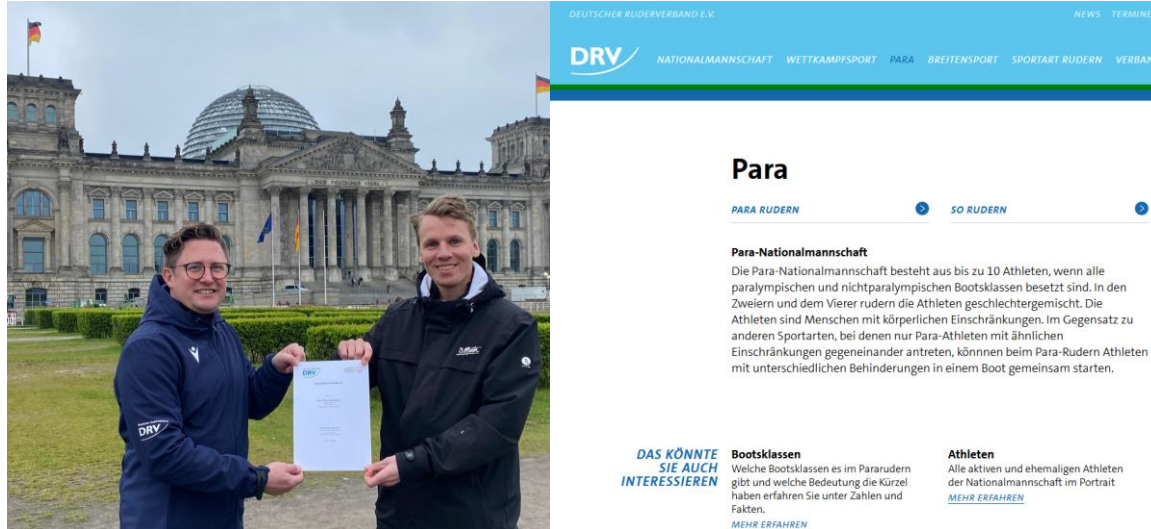 DEM DEUTSCHEN VOLKE
DRV
DRV
DEUTSCHER RUDERVERBAND E.V.
NEWS TERMINE
DRV
NATIONALMANNSCHAFT WETTKAMPFSPORT PARA BREITENSPORT SPORTART RUDERN VERBAN
Para
PARA RUDERN
SO RUDERN
Para-Nationalmannschaft
Die Para-Nationalmannschaft besteht aus bis zu 10 Athleten, wenn alle
paralympischen und nichtparalympischen Bootsklassen besetzt sind. In den
Zweiern und dem Vierer rudern die Athleten geschlechtergemischt. Die
Athleten sind Menschen mit körperlichen Einschränkungen. Im Gegensatz zu
anderen Sportarten, bei denen nur Para-Athleten mit ähnlichen
Einschränkungen gegeneinander antreten, könnnen beim Para-Rudern Athleten
mit unterschiedlichen Behinderungen in einem Boot gemeinsam starten.
DAS KÖNNTE
SIE AUCH
INTERESSIEREN
Bootsklassen
Welche Bootsklassen es im Pararudern
gibt und welche Bedeutung die Kürzel
haben erfahren Sie unter Zahlen und
Fakten.
MEHR ERFAHREN
Athleten
Alle aktiven und ehemaligen Athleten
der Nationalmannschaft im Portrait
MEHR ERFAHREN